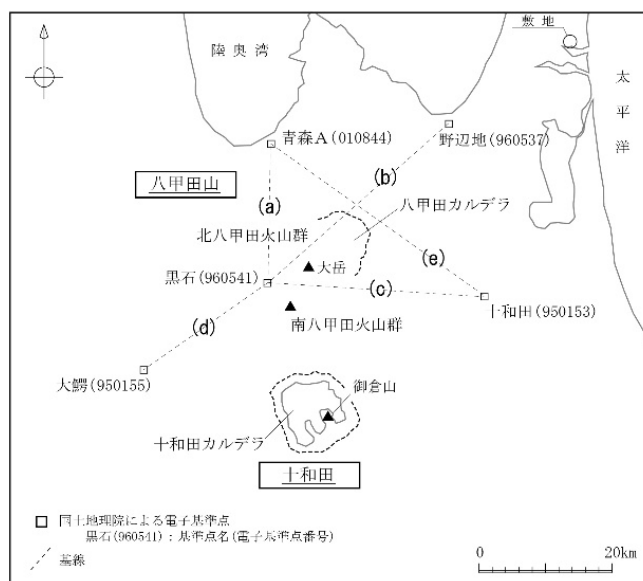 敷地
陸奥湾
太平洋
青森A(010844)
野辺地(960537)
八甲田山
(b)
(a)
八甲田カルデラ
北八甲田火山群
大岳
(e)
黒石(960541)
(c)
十和田(950153)
南八甲田火山群
(d)
大鰐(950155)
御倉山
十和田カルデラ
十和田
国土地理院による電子基準点
黒石(960541):基準点名(電子基準点番号)
基線
0 20km